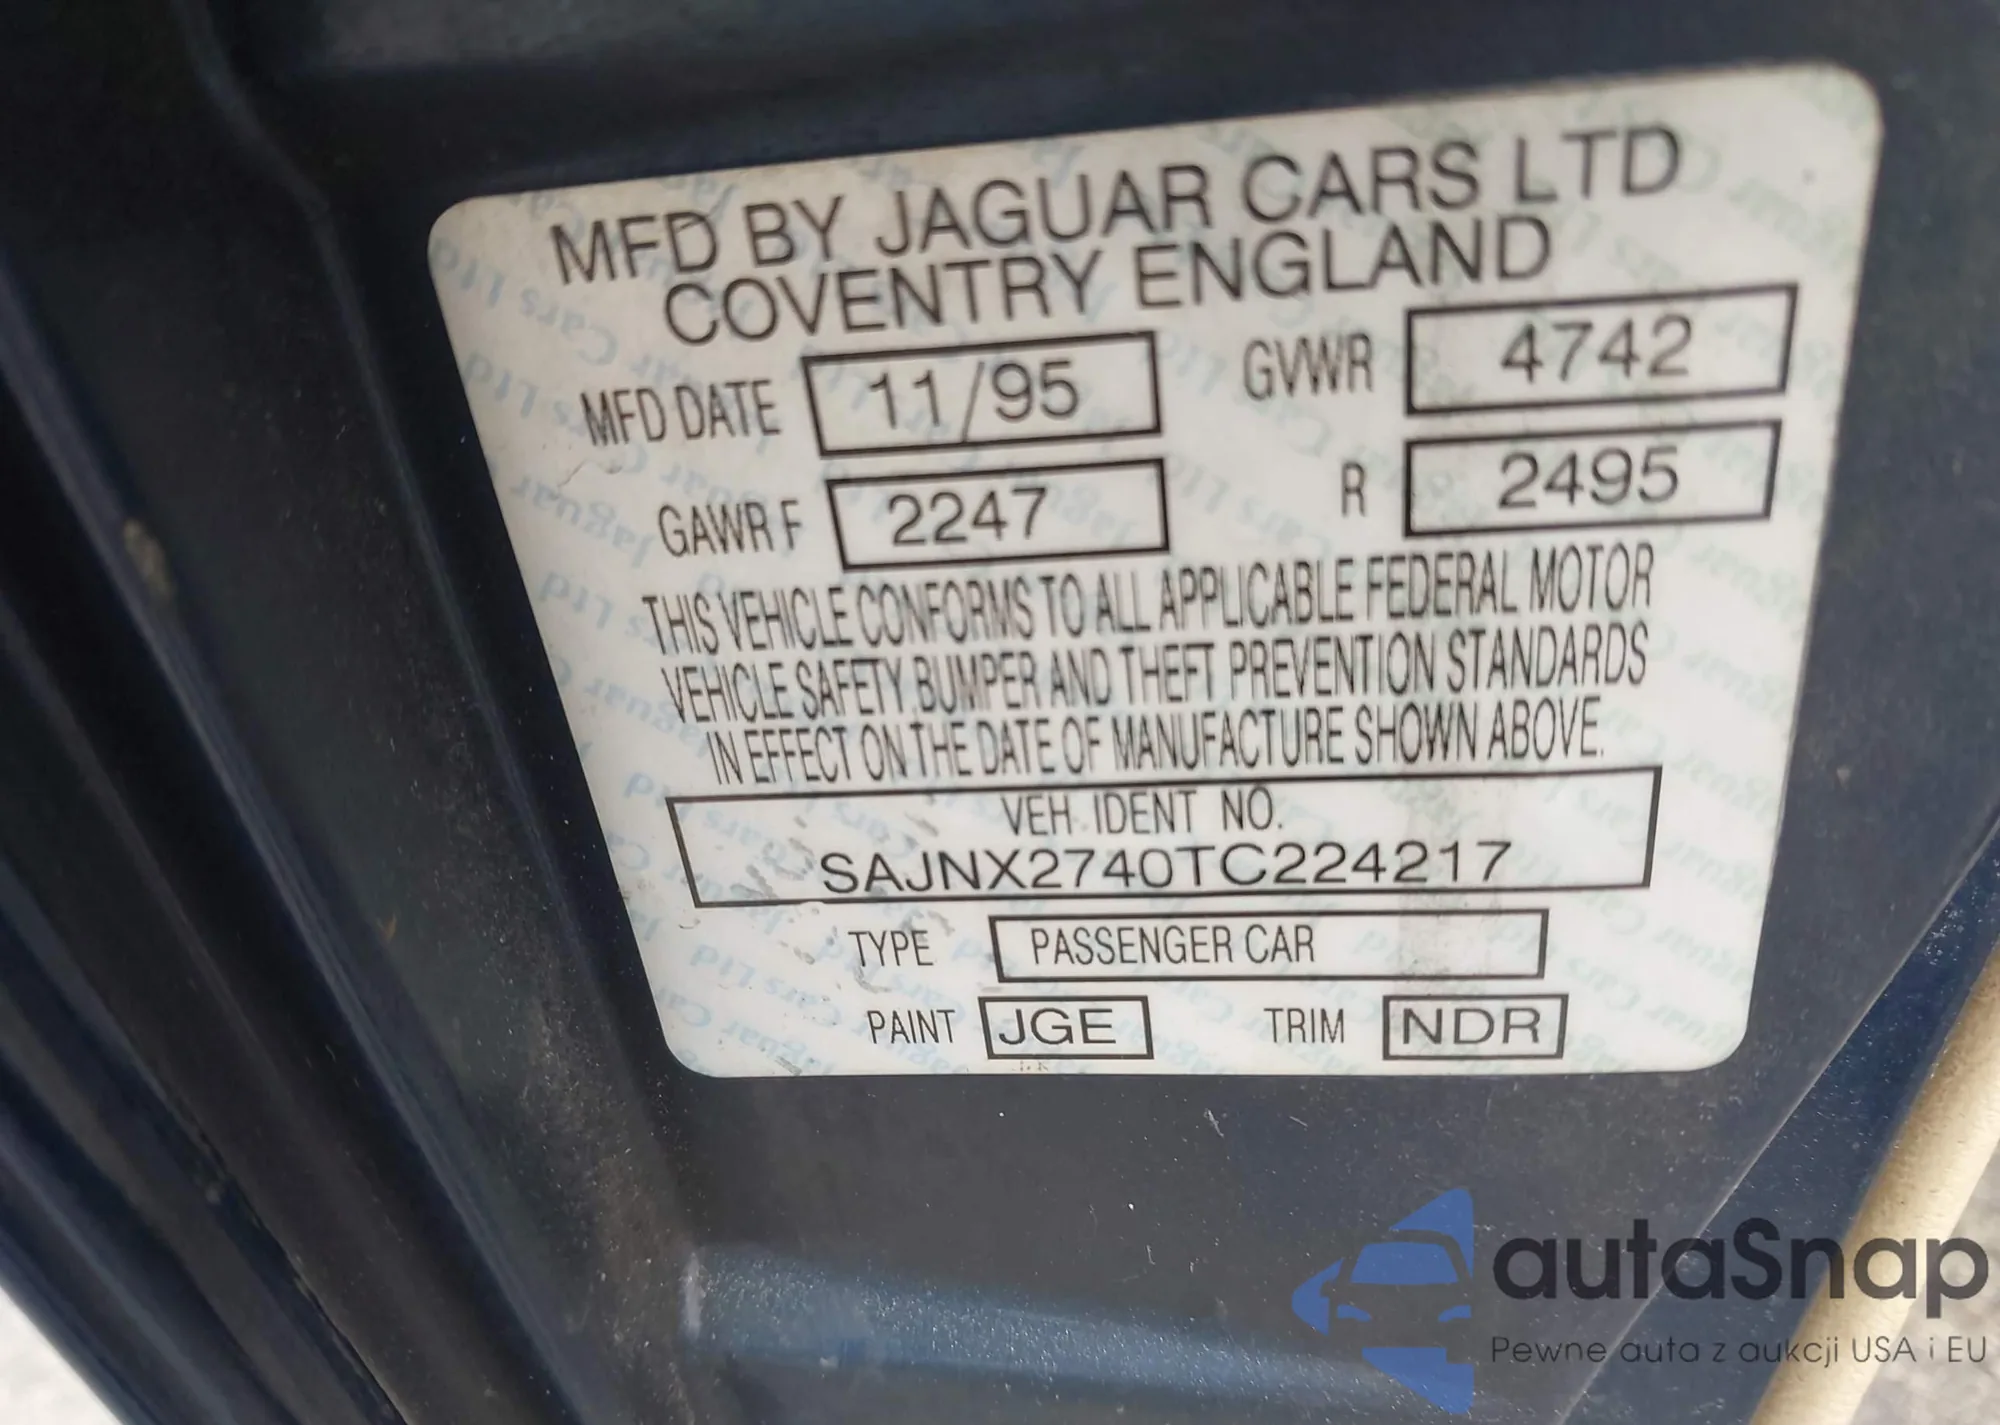 MFD BY JAGUAR CARS LTD
COVENTRY ENGLAND
MFD DATE 11/95 GVWR 4742
GAWR F 2247 R 2495
THIS VEHICLE CONFORMS TO ALL APPLICABLE FEDERAL MOTOR
VEHICLE SAFETY, BUMPER AND THEFT PREVENTION STANDARDS
IN EFFECT ON THE DATE OF MANUFACTURE SHOWN ABOVE.
VEH. IDENT NO.
SAJNX2740TC224217
TYPE PASSENGER CAR
PAINT JGE TRIM NDR
autaSnap
Pewne auta z aukcji USA i EU